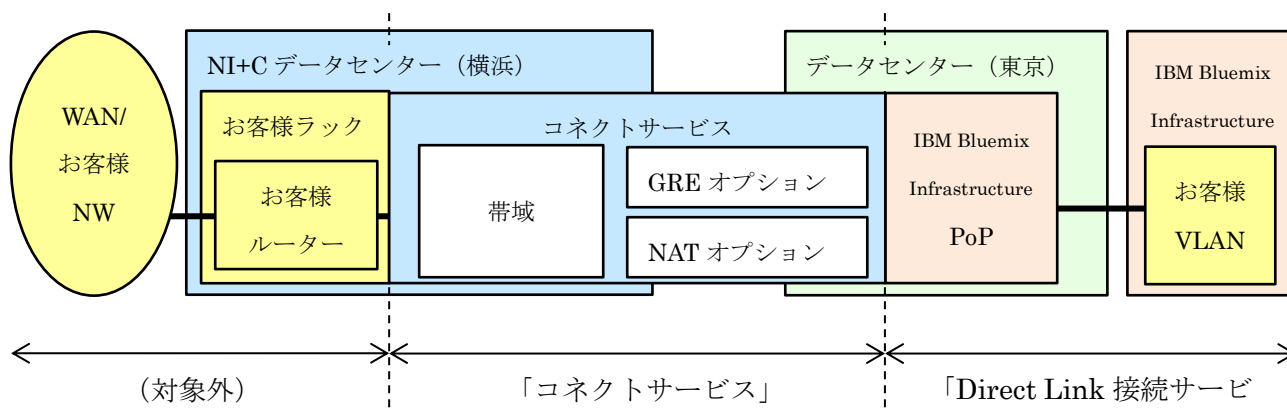 NI+C データセンター（横浜）
データセンター（東京）
IBM Bluemix
Infrastructure
WAN/
お客様
NW
お客様ラック
お客様
ルーター
コネクトサービス
帯域
GRE オプション
NAT オプション
IBM Bluemix
Infrastructure
PoP
お客様
VLAN
（対象外）
「コネクトサービス」
「Direct Link 接続サービ